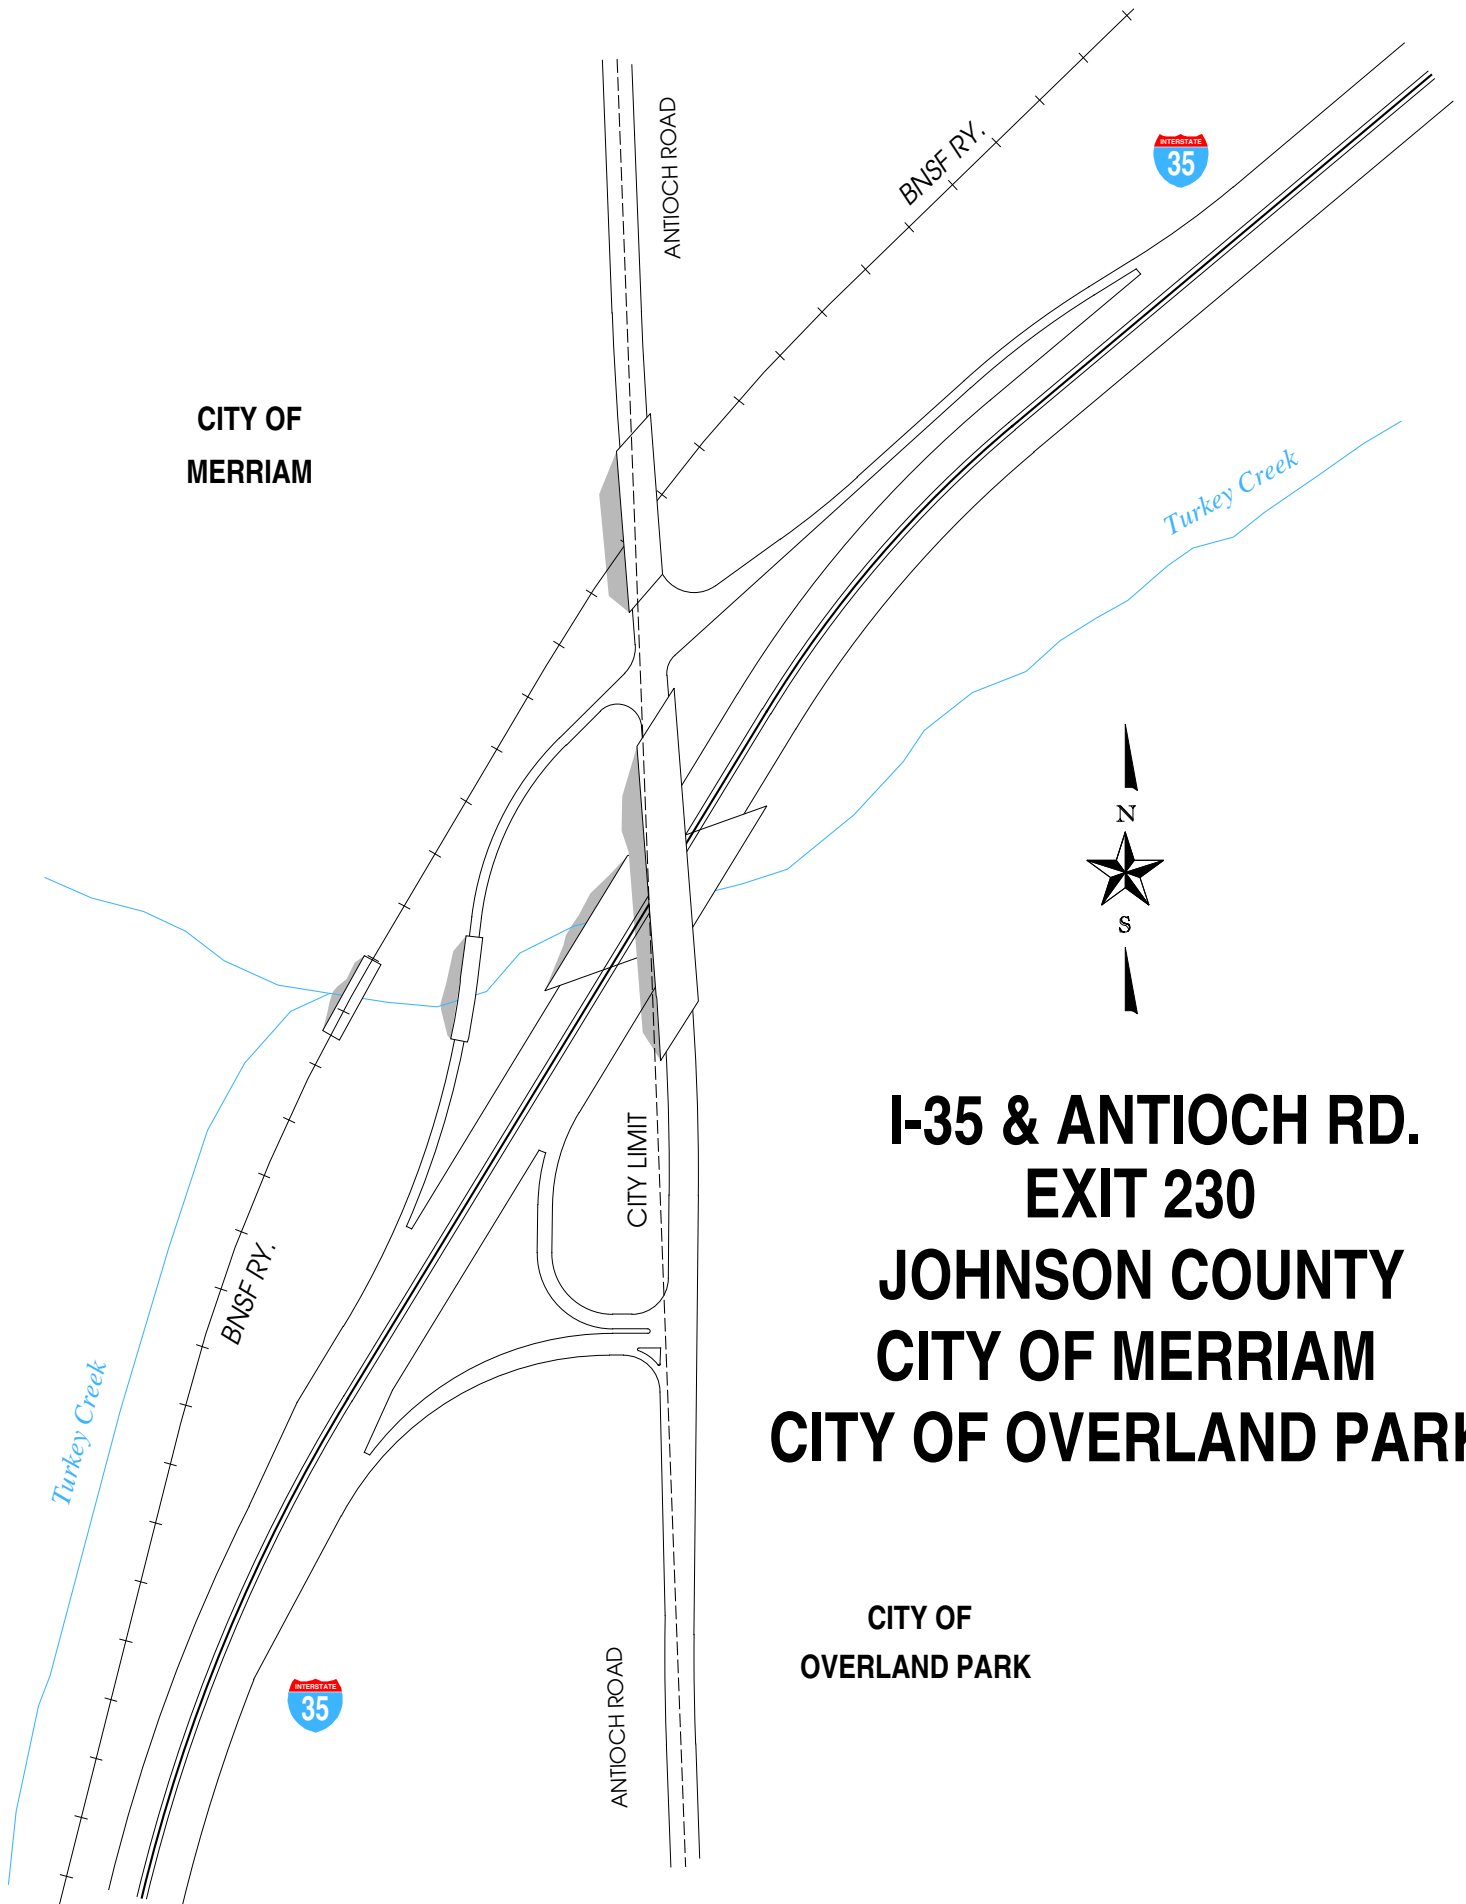 ANTIOCH ROAD
BNSF RY.
INTERSTATE
35
CITY OF
MERRIAM
Turkey Creek
N
S
I-35 & ANTIOCH RD.
EXIT 230
JOHNSON COUNTY
CITY OF MERRIAM
CITY OF OVERLAND PARK
CITY LIMIT
BNSF RY.
Turkey Creek
CITY OF
OVERLAND PARK
INTERSTATE
35
ANTIOCH ROAD